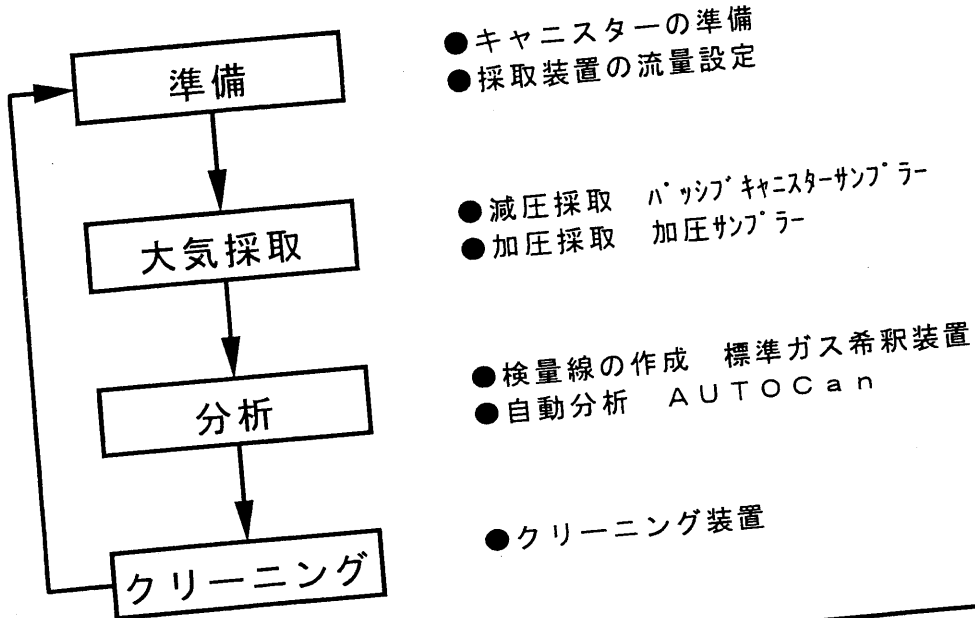 準備
●キャニスターの準備
●採取装置の流量設定
大気採取
●減圧採取　ﾊﾟｯｼﾌﾞｷｬﾆｽﾀｰｻﾝﾌﾟﾗｰ
●加圧採取　加圧ｻﾝﾌﾟﾗｰ
分析
●検量線の作成　標準ガス希釈装置
●自動分析　ＡＵＴＯＣａｎ
クリーニング
●クリーニング装置